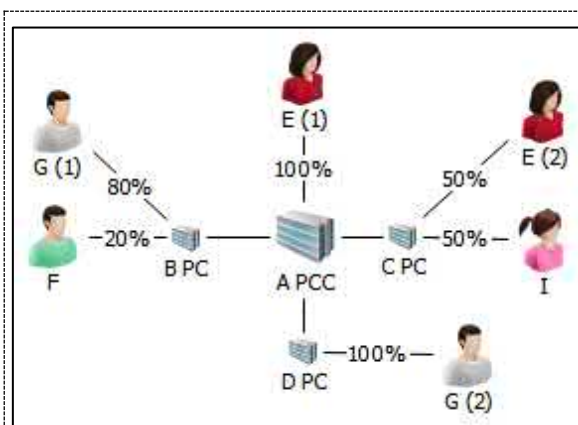 E (1)
G (1)
E (2)
100%
80%
50%
20%
50%
F
B PC
A PCC
C PC
I
100%
D PC
G (2)